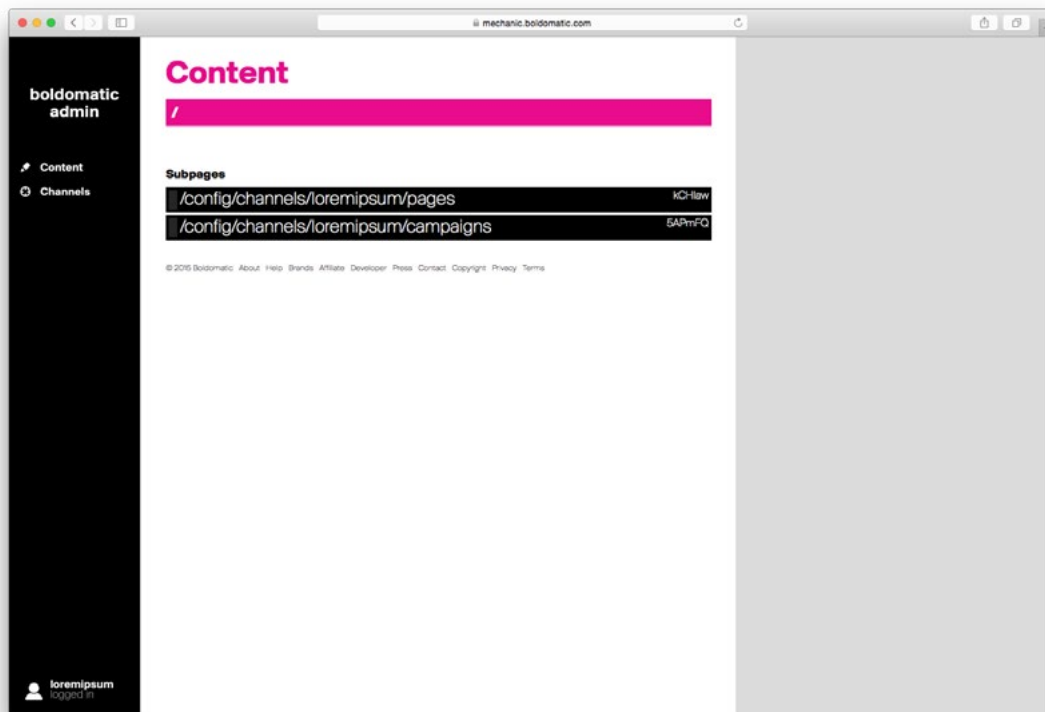 mechanic.boldomatic.com
boldomatic
admin
Content
Channels
Content
/
Subpages
/config/channels/loremipsum/pages
kCHlaw
/config/channels/loremipsum/campaigns
5APmFQ
© 2015 Boldomatic About Help Brands Affiliate Developer Press Contact Copyright Privacy Terms
loremipsum
logged in